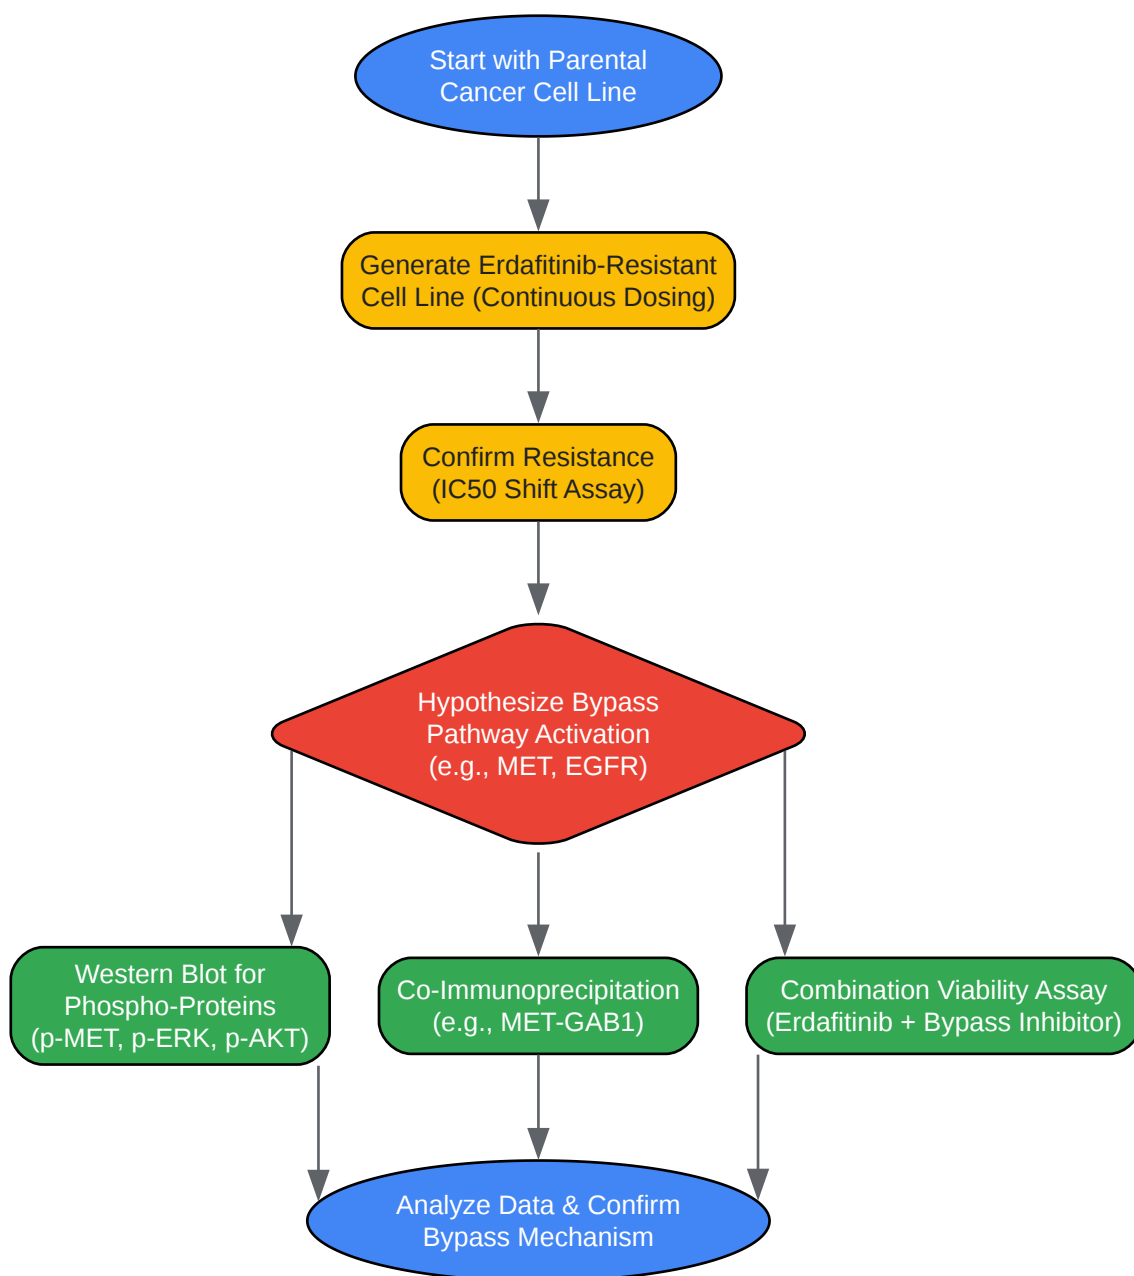 Start with Parental
Cancer Cell Line
Generate Erdafitinib-Resistant
Cell Line (Continuous Dosing)
Confirm Resistance
(IC50 Shift Assay)
Hypothesize Bypass
Pathway Activation
(e.g., MET, EGFR)
Western Blot for
Phospho-Proteins
(p-MET, p-ERK, p-AKT)
Co-Immunoprecipitation
(e.g., MET-GAB1)
Combination Viability Assay
(Erdafitinib + Bypass Inhibitor)
Analyze Data & Confirm
Bypass Mechanism